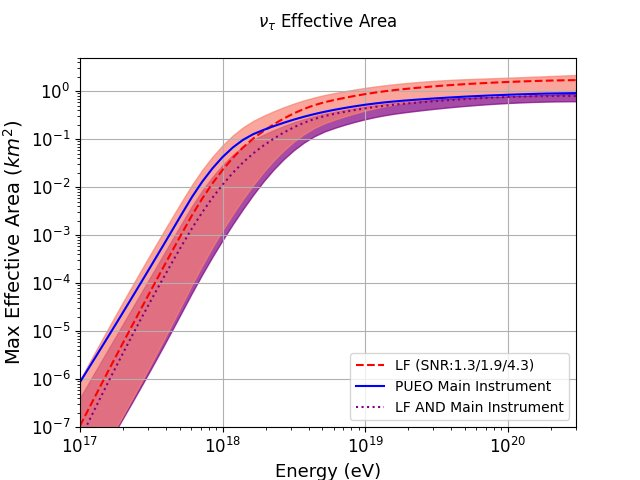 ν_τ Effective Area
Max Effective Area (km²)
10⁰
10⁻¹
10⁻²
10⁻³
10⁻⁴
10⁻⁵
10⁻⁶
10⁻⁷
LF (SNR:1.3/1.9/4.3)
PUEO Main Instrument
LF AND Main Instrument
10¹⁷ 10¹⁸ 10¹⁹ 10²⁰
Energy (eV)